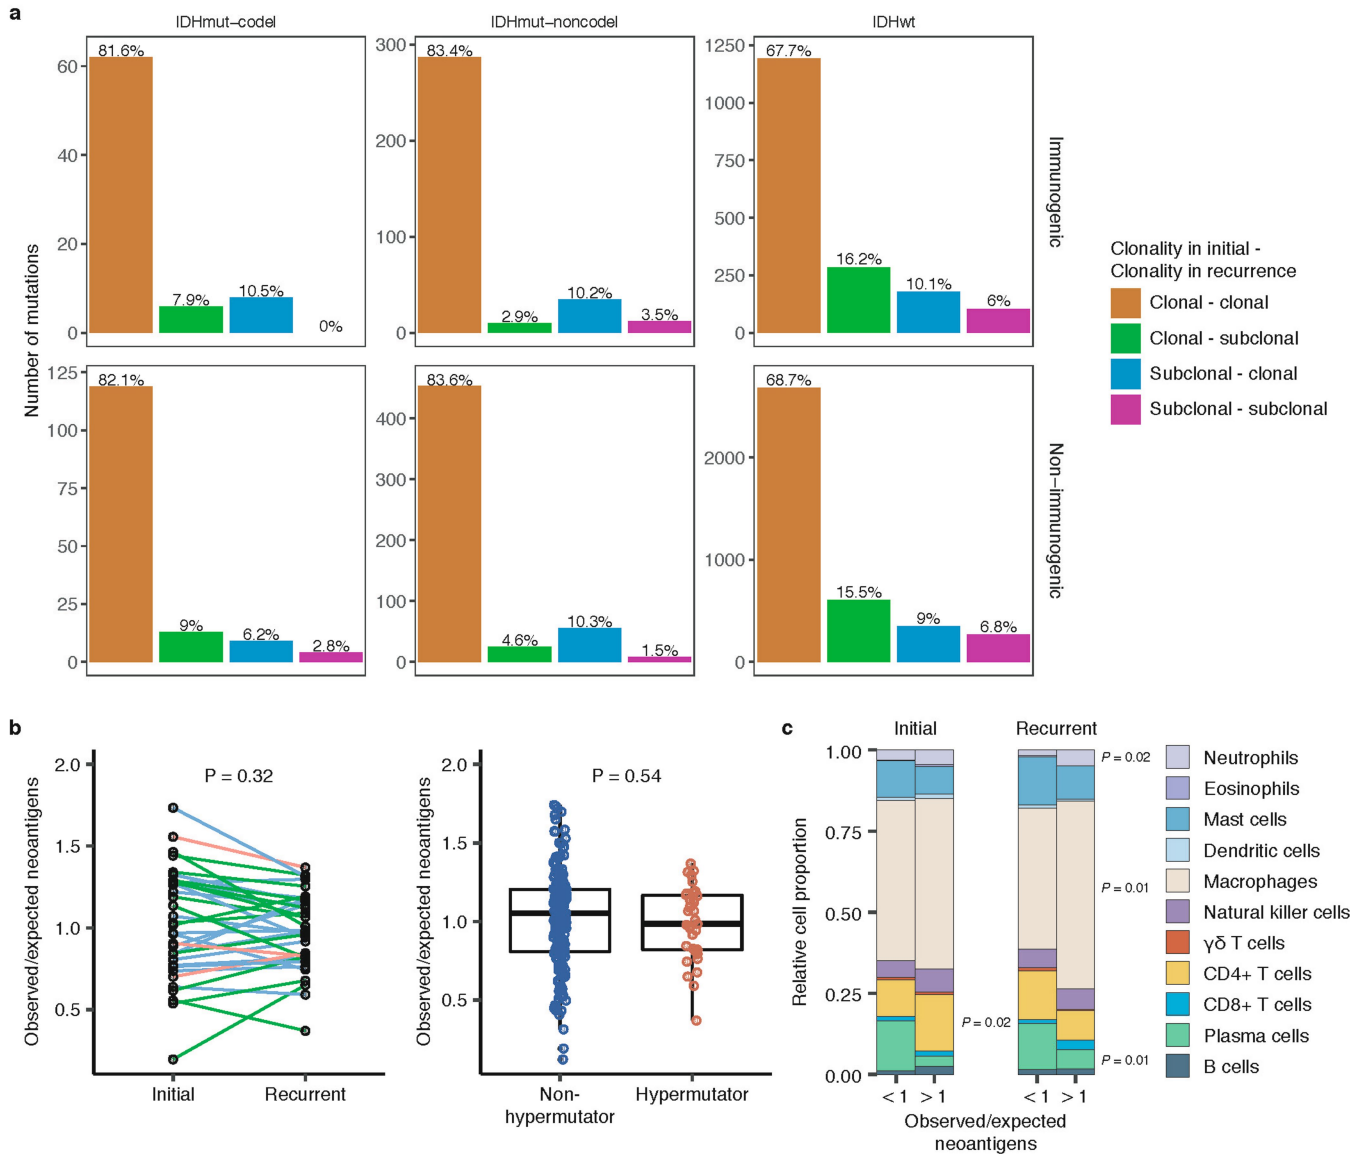 a
IDHmut–codel
IDHmut–noncodel
IDHwt
Number of mutations
60
40
20
0
81.6%
7.9%
10.5%
0%
300
200
100
0
83.4%
2.9%
10.2%
3.5%
1250
1000
750
500
250
0
67.7%
16.2%
10.1%
6%
Immunogenic
125
100
75
50
25
0
82.1%
9%
6.2%
2.8%
400
300
200
100
0
83.6%
4.6%
10.3%
1.5%
2000
1000
0
68.7%
15.5%
9%
6.8%
Non–immunogenic
Clonality in initial -
Clonality in recurrence
Clonal - clonal
Clonal - subclonal
Subclonal - clonal
Subclonal - subclonal
b
Observed/expected neoantigens
2.0
1.5
1.0
0.5
P = 0.32
Initial
Recurrent
Observed/expected neoantigens
2.0
1.5
1.0
0.5
P = 0.54
Non-
hypermutator
Hypermutator
c
Initial
Recurrent
Relative cell proportion
1.00
0.75
0.50
0.25
0.00
P = 0.02
P = 0.02
P = 0.01
P = 0.01
< 1
> 1
< 1
> 1
Observed/expected
neoantigens
Neutrophils
Eosinophils
Mast cells
Dendritic cells
Macrophages
Natural killer cells
γδ T cells
CD4+ T cells
CD8+ T cells
Plasma cells
B cells